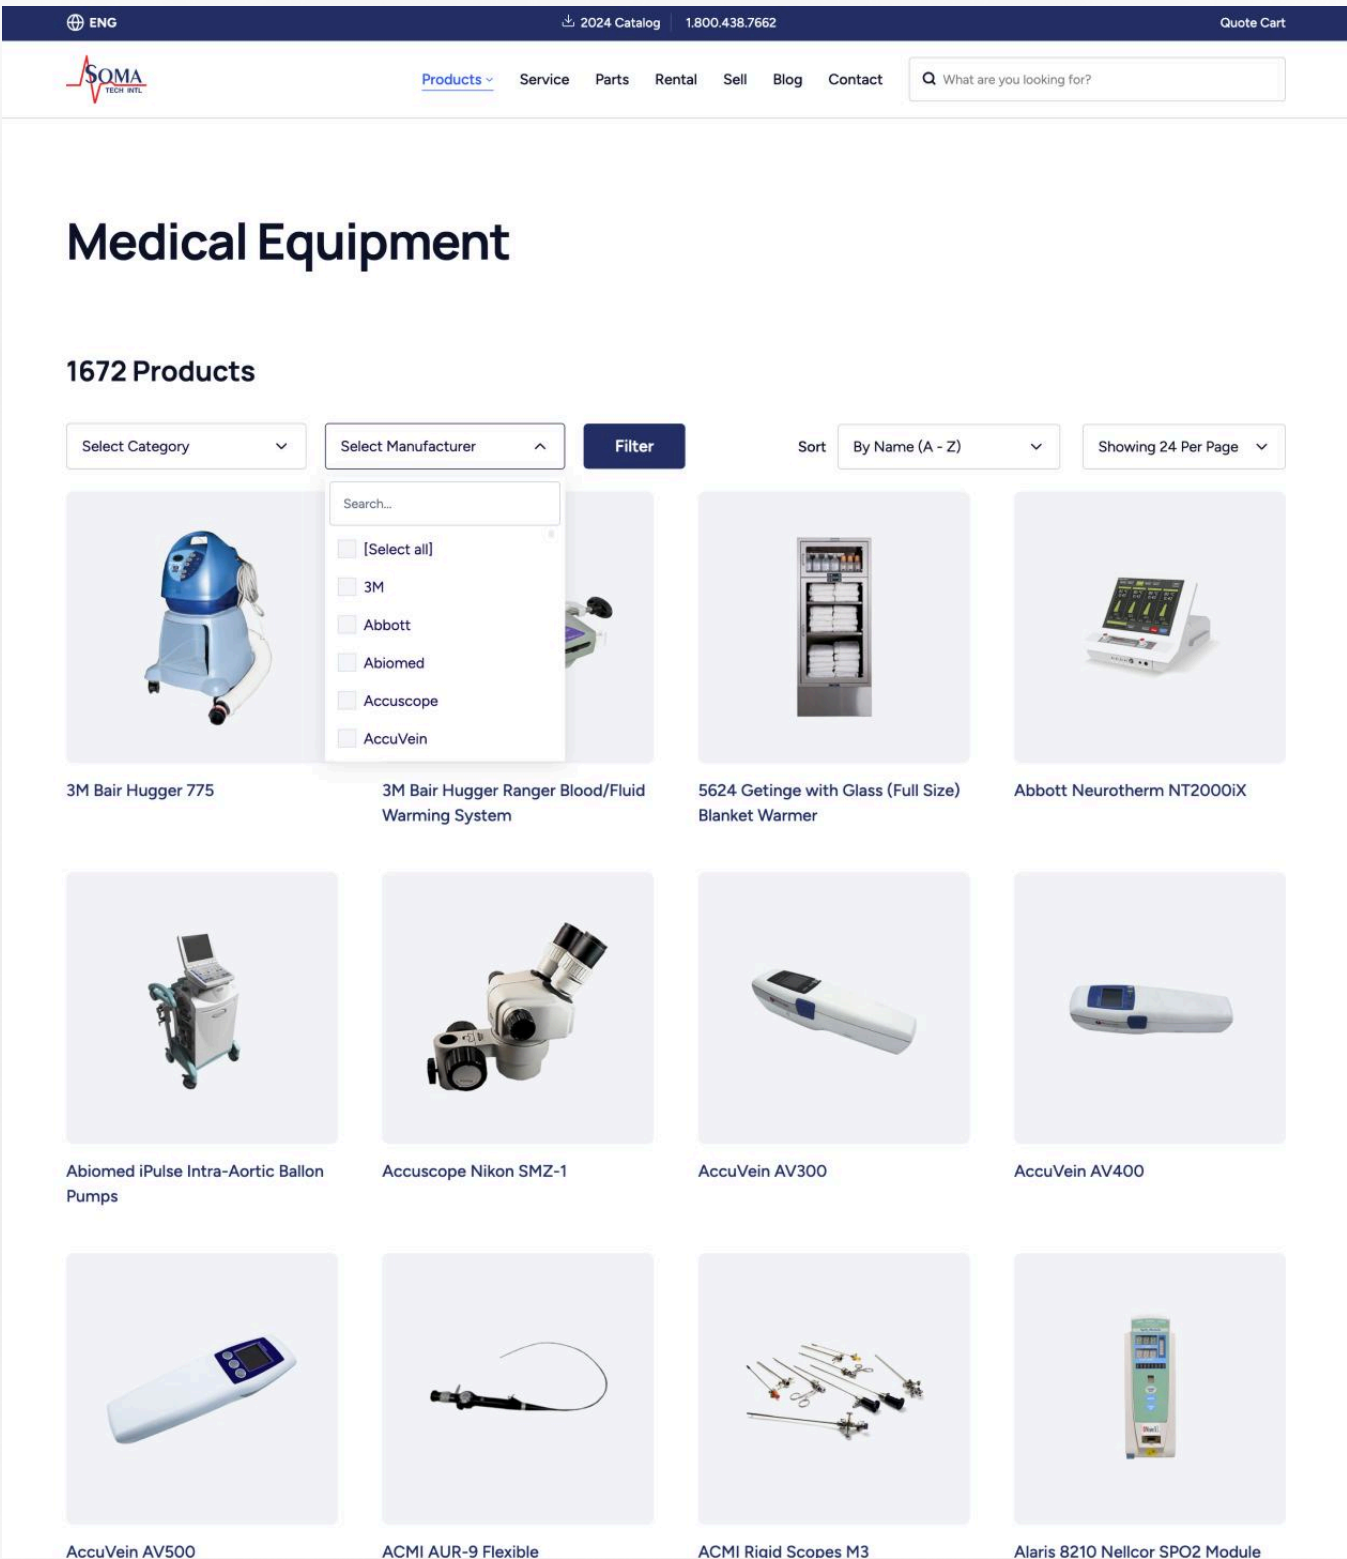 ENG
2024 Catalog
1.800.438.7662
Quote Cart
SOMA
TECH INTL
Products
Service
Parts
Rental
Sell
Blog
Contact
What are you looking for?
Medical Equipment
1672 Products
Select Category
Select Manufacturer
Filter
Sort
By Name (A - Z)
Showing 24 Per Page
Search...
[Select all]
3M
Abbott
Abiomed
Accuscope
AccuVein
3M Bair Hugger 775
3M Bair Hugger Ranger Blood/Fluid
Warming System
5624 Getinge with Glass (Full Size)
Blanket Warmer
Abbott Neurotherm NT2000iX
Abiomed iPulse Intra-Aortic Ballon
Pumps
Accuscope Nikon SMZ-1
AccuVein AV300
AccuVein AV400
AccuVein AV500
ACMI AUR-9 Flexible
ACMI Rigid Scopes M3
Alaris 8210 Nellcor SPO2 Module